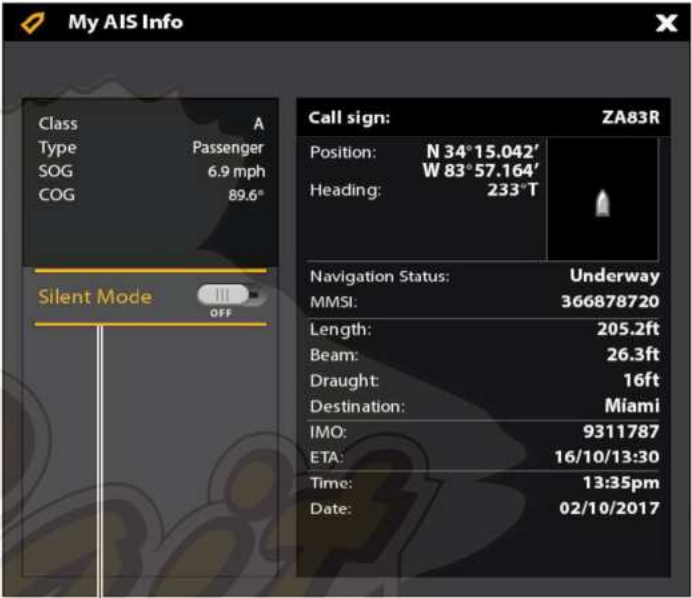 My AIS Info X
Class A
Type Passenger
SOG 6.9 mph
COG 89.6°
Silent Mode
OFF
Call sign: ZA83R
Position: N 34°15.042′
W 83°57.164′
Heading: 233°T
Navigation Status: Underway
MMSI: 366878720
Length: 205.2ft
Beam: 26.3ft
Draught: 16ft
Destination: Miami
IMO: 9311787
ETA: 16/10/13:30
Time: 13:35pm
Date: 02/10/2017